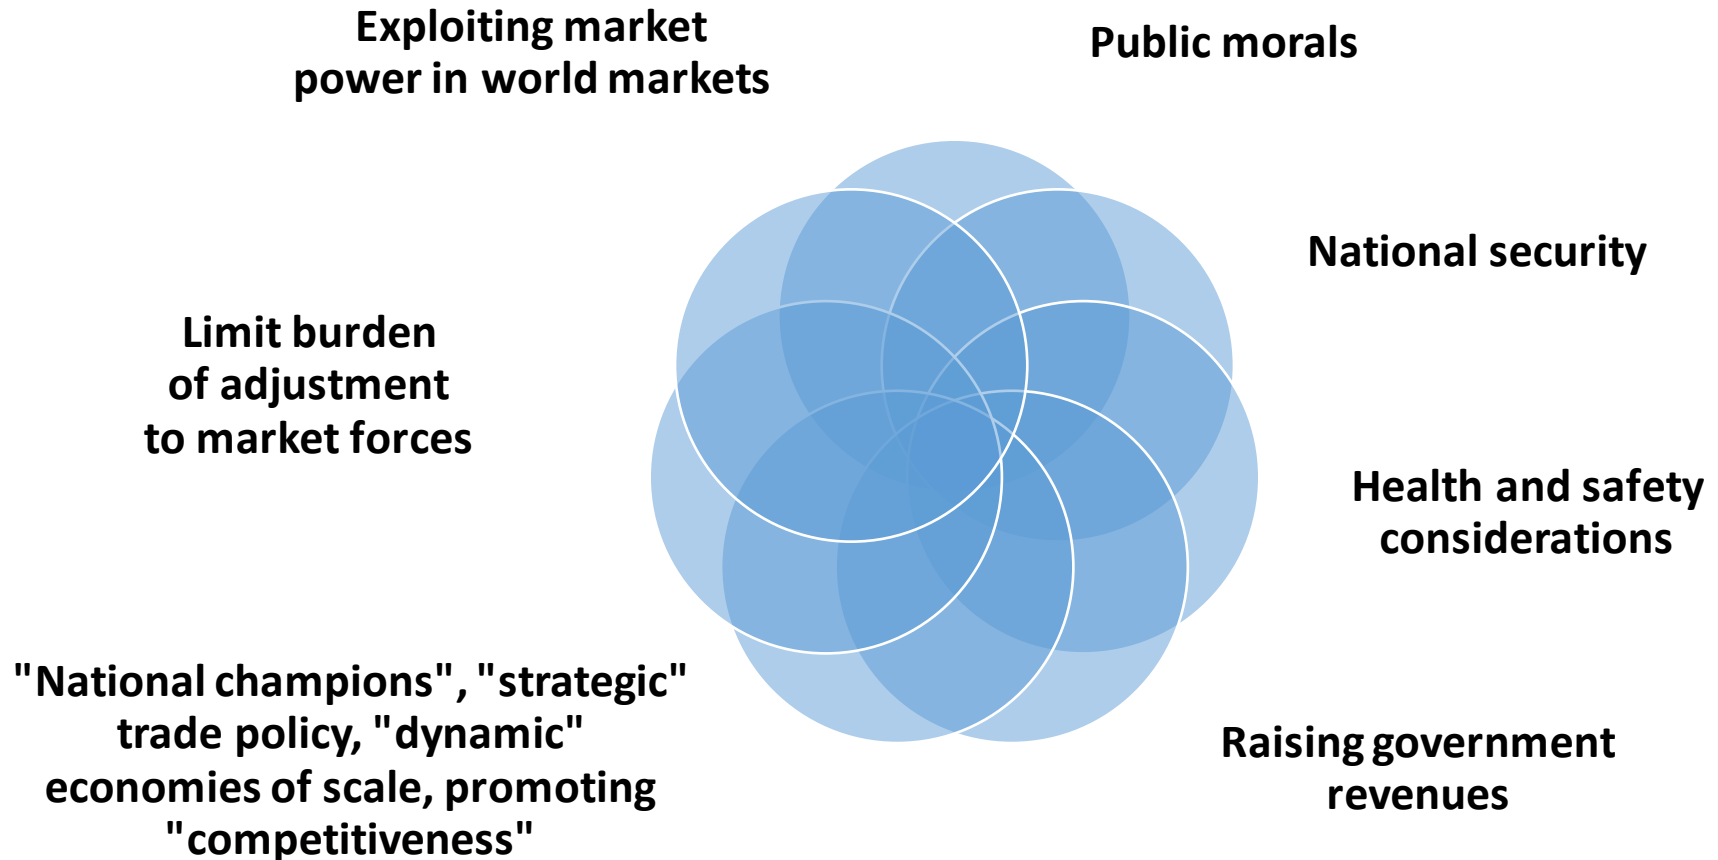 Exploiting market
power in world markets
Public morals
National security
Limit burden
of adjustment
to market forces
Health and safety
considerations
"National champions", "strategic"
trade policy, "dynamic"
economies of scale, promoting
"competitiveness"
Raising government
revenues